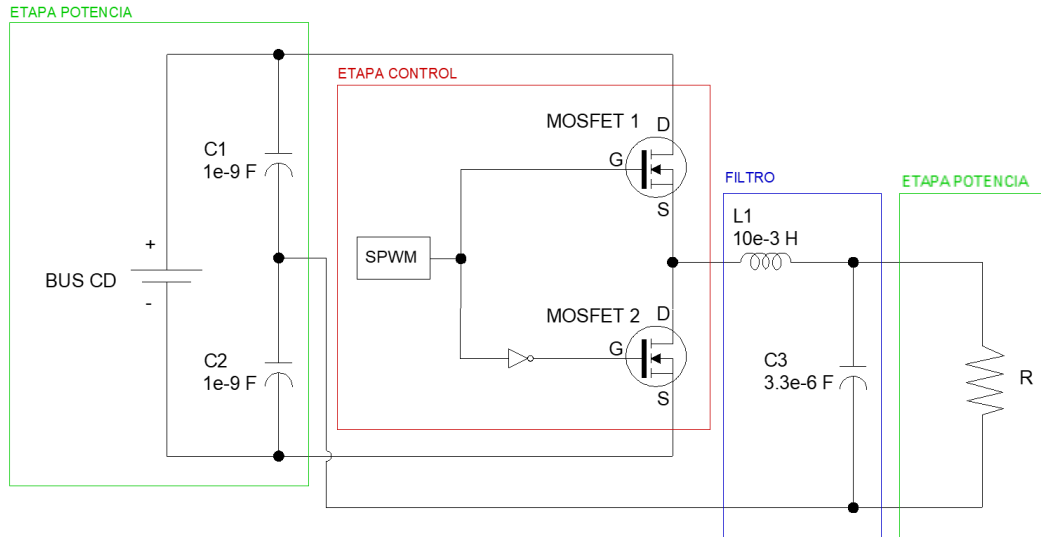 ETAPA POTENCIA
ETAPA CONTROL
MOSFET 1
D
G
S
C1
1e-9 F
FILTRO
ETAPA POTENCIA
L1
10e-3 H
SPWM
+
BUS CD
-
MOSFET 2
D
G
S
C2
1e-9 F
C3
3.3e-6 F
R